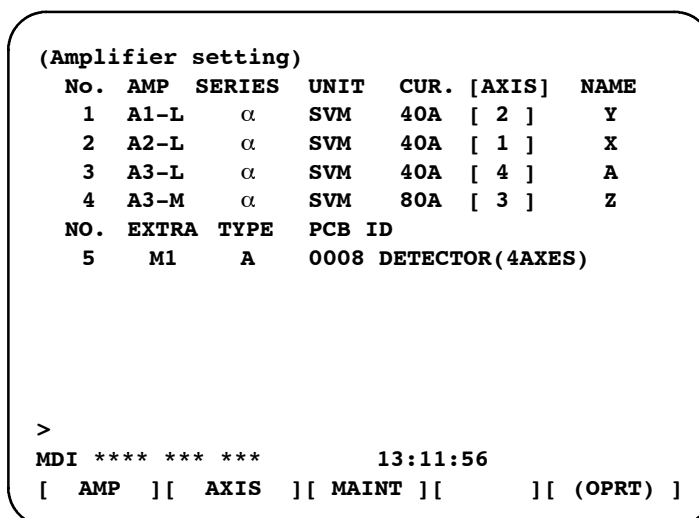 (Amplifier setting)
No. AMP SERIES UNIT CUR. [AXIS] NAME
1 A1-L α SVM 40A [ 2 ] Y
2 A2-L α SVM 40A [ 1 ] X
3 A3-L α SVM 40A [ 4 ] A
4 A3-M α SVM 80A [ 3 ] Z
NO. EXTRA TYPE PCB ID
5 M1 A 0008 DETECTOR(4AXES)
>
MDI **** *** *** 13:11:56
[ AMP ][ AXIS ][ MAINT ][ ][ (OPRT) ]